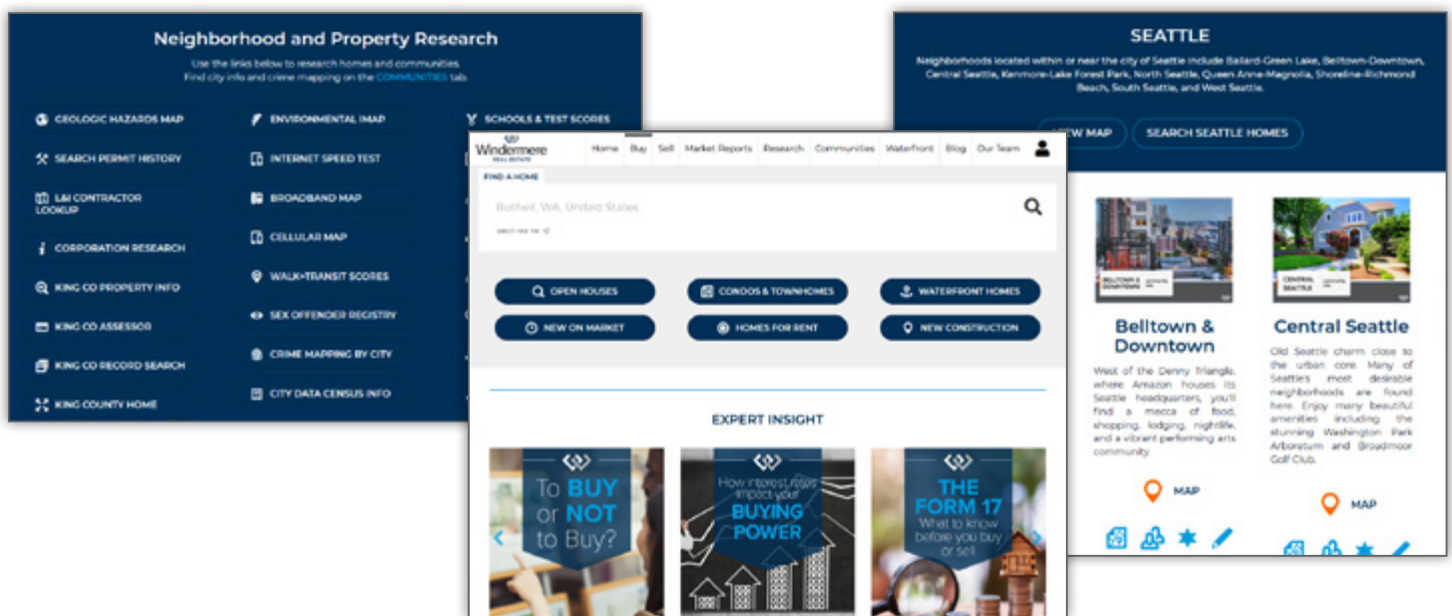 Neighborhood and Property Research
Use the links below to research homes and communities.
Find city info and crime mapping on the COMMUNITIES tab.
GEOLOGIC HAZARDS MAP
SEARCH PERMIT HISTORY
L&I CONTRACTOR
LOOKUP
CORPORATION RESEARCH
KING CO PROPERTY INFO
KING CO ASSESSOR
KING CO RECORD SEARCH
KING COUNTY HOME
ENVIRONMENTAL IMAP
INTERNET SPEED TEST
BROADBAND MAP
CELLULAR MAP
WALK+TRANSIT SCORES
SEX OFFENDER REGISTRY
CRIME MAPPING BY CITY
CITY DATA CENSUS INFO
SCHOOLS & TEST SCORES
Windermere
REAL ESTATE
Home Buy Sell Market Reports Research Communities Waterfront Blog Our Team
FIND A HOME
Bothell, WA, United States
OPEN HOUSES
CONDOS & TOWNHOMES
WATERFRONT HOMES
NEW ON MARKET
HOMES FOR RENT
NEW CONSTRUCTION
EXPERT INSIGHT
To BUY
or NOT
to Buy?
How interest rates
impact your
BUYING
POWER
THE
FORM 17
What to know
before you buy
or sell
SEATTLE
Neighborhoods located within or near the city of Seattle include Ballard-Green Lake, Belltown-Downtown,
Central Seattle, Kenmore-Lake Forest Park, North Seattle, Queen Anne-Magnolia, Shoreline-Richmond
Beach, South Seattle, and West Seattle.
VIEW MAP
SEARCH SEATTLE HOMES
BELLTOWN &
DOWNTOWN
CENTRAL
SEATTLE
Belltown &
Downtown
West of the Denny Triangle,
where Amazon houses its
Seattle headquarters, you'll
find a mecca of food,
shopping, lodging, nightlife,
and a vibrant performing arts
community.
MAP
Central Seattle
Old Seattle charm close to
the urban core. Many of
Seattle's most desirable
neighborhoods are found
here. Enjoy many beautiful
amenities including the
stunning Washington Park
Arboretum and Broadmoor
Golf Club.
MAP